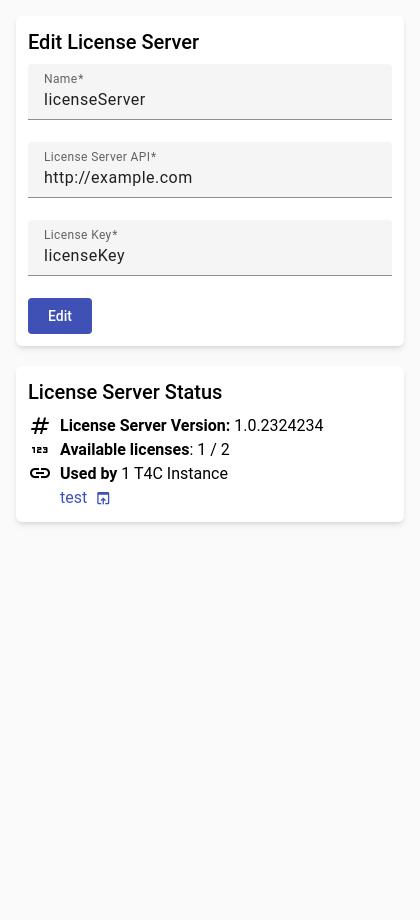 Edit License Server
Name*
licenseServer
License Server API*
http://example.com
License Key*
licenseKey
Edit
License Server Status
License Server Version: 1.0.2324234
Available licenses: 1 / 2
Used by 1 T4C Instance
test